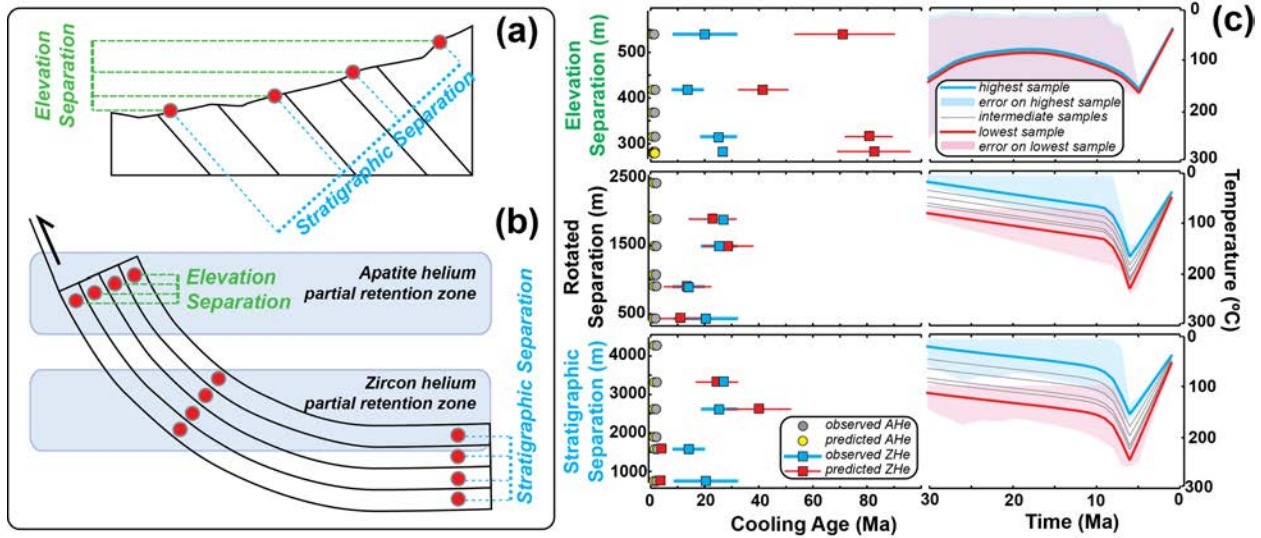 (a)
Elevation
Separation
Stratigraphic Separation
(b)
Apatite helium
partial retention zone
Elevation
Separation
Zircon helium
partial retention zone
Stratigraphic Separation
(c)
Elevation
Separation (m)
540
420
300
highest sample
error on highest sample
intermediate samples
lowest sample
error on lowest sample
0
100
200
300
Rotated
Separation (m)
2500
1500
500
0
100
200
300
Temperature (ºC)
Stratigraphic
Separation (m)
4000
3000
2000
1000
observed AHe
predicted AHe
observed ZHe
predicted ZHe
0
100
200
300
0 20 40 60 80
Cooling Age (Ma)
30 20 10 0
Time (Ma)